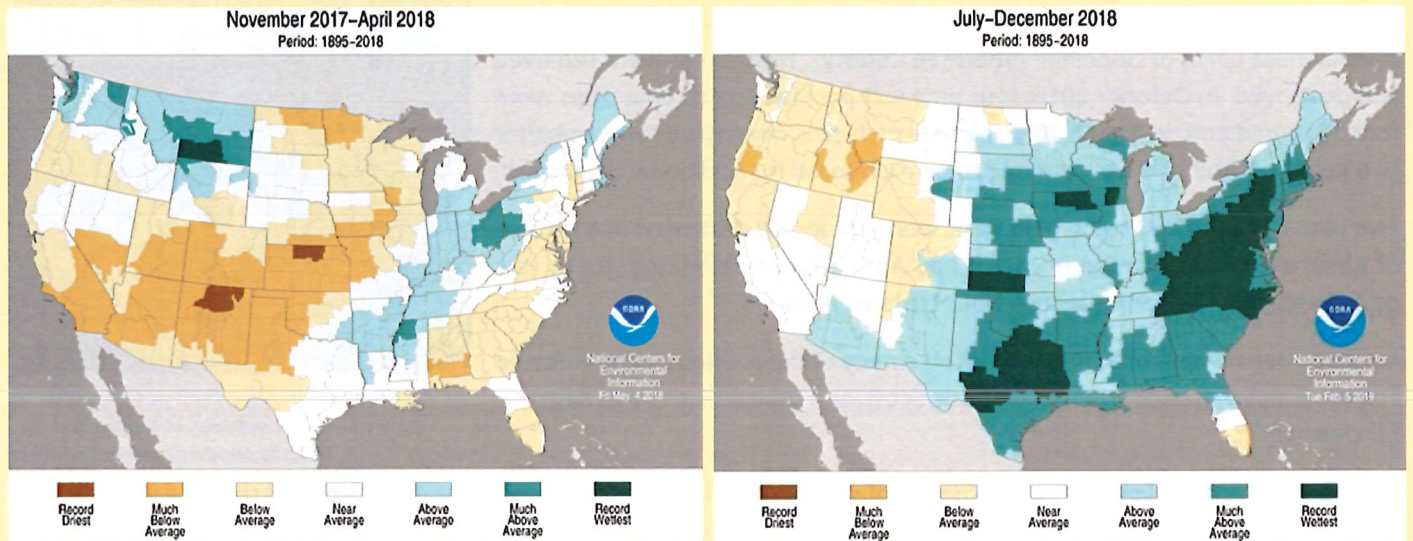 November 2017–April 2018
Period: 1895–2018
NOAA
National Centers for
Environmental
Information
Fri May. 4 2018
Record
Driest
Much
Below
Average
Below
Average
Near
Average
Above
Average
Much
Above
Average
Record
Wettest
July–December 2018
Period: 1895–2018
NOAA
National Centers for
Environmental
Information
Tue Feb. 5 2019
Record
Driest
Much
Below
Average
Below
Average
Near
Average
Above
Average
Much
Above
Average
Record
Wettest